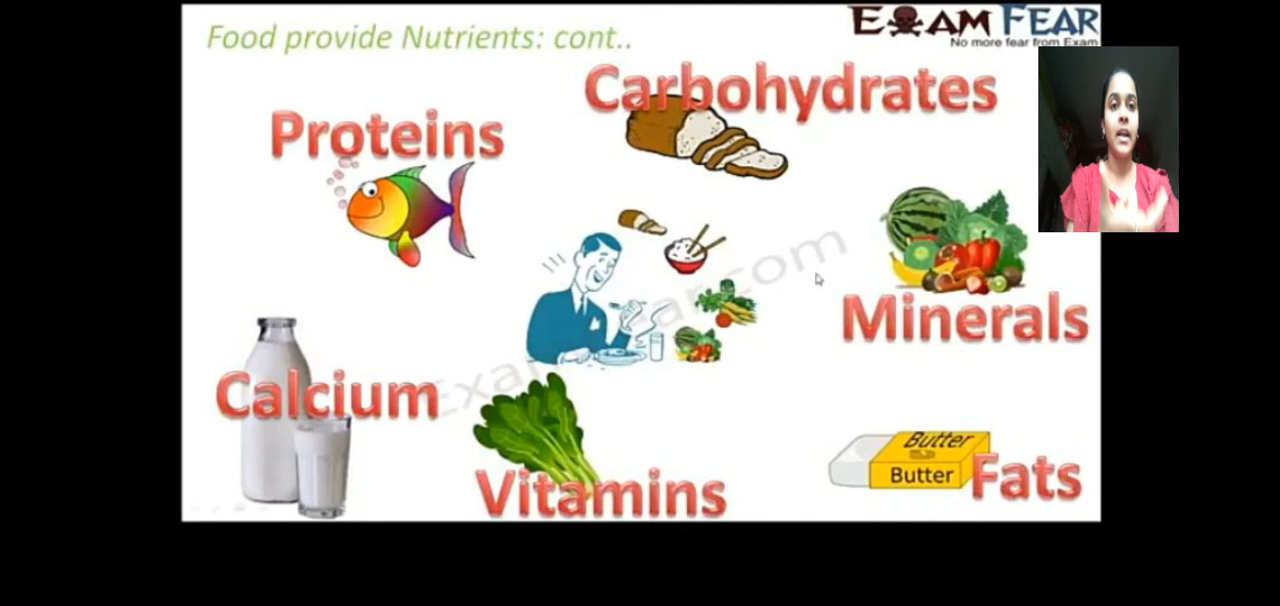 Food provide Nutrients: cont..
EXAM FEAR
No more fear from Exam
Carbohydrates
Proteins
Minerals
Calcium
Vitamins
Butter
Butter
Fats